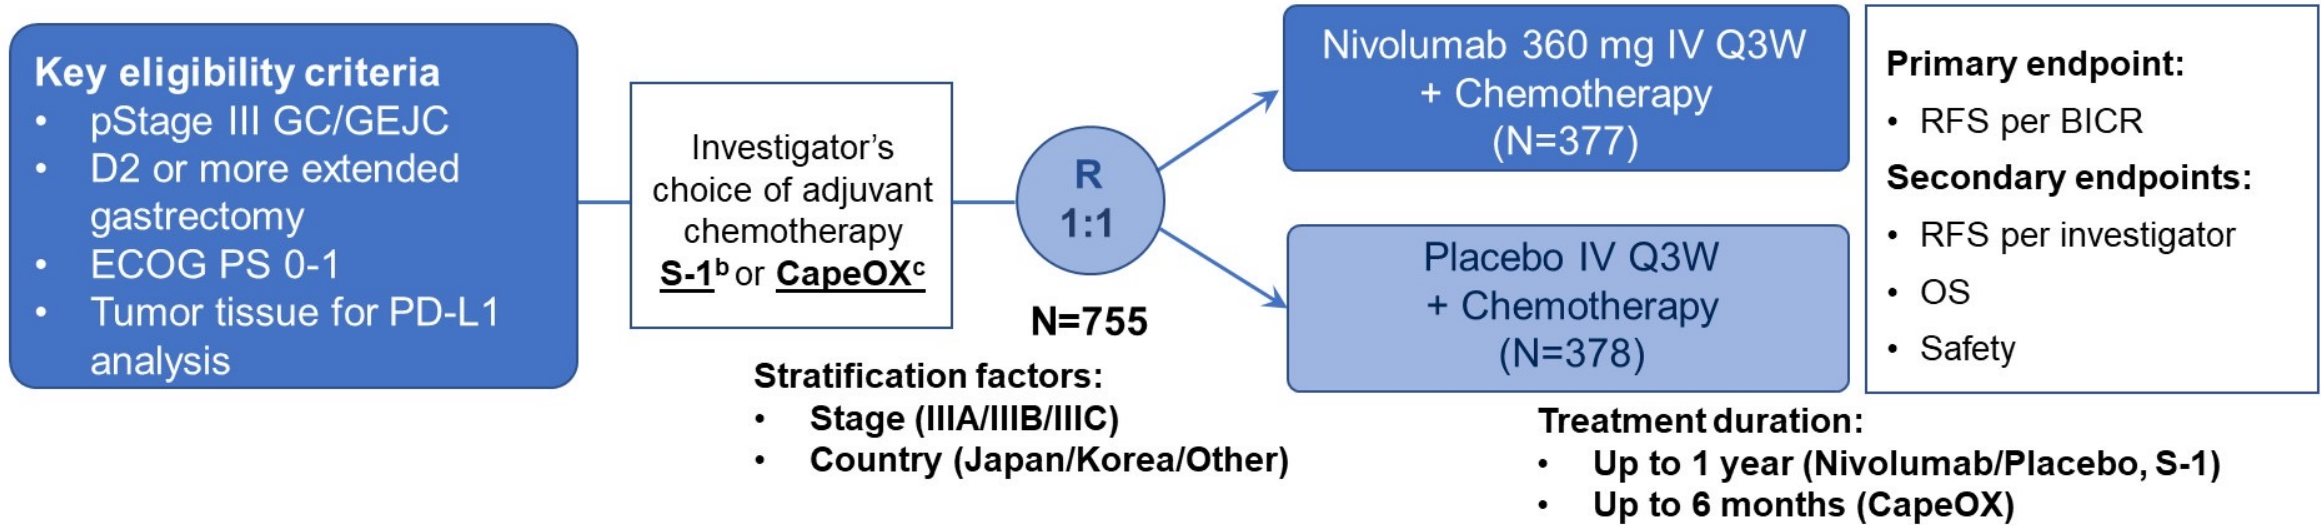 Key eligibility criteria
• pStage III GC/GEJC
• D2 or more extended
gastrectomy
• ECOG PS 0-1
• Tumor tissue for PD-L1
analysis
Investigator’s
choice of adjuvant
chemotherapy
S-1ᵇ or CapeOXᶜ
R
1:1
N=755
Stratification factors:
• Stage (IIIA/IIIB/IIIC)
• Country (Japan/Korea/Other)
Nivolumab 360 mg IV Q3W
+ Chemotherapy
(N=377)
Placebo IV Q3W
+ Chemotherapy
(N=378)
Treatment duration:
• Up to 1 year (Nivolumab/Placebo, S-1)
• Up to 6 months (CapeOX)
Primary endpoint:
• RFS per BICR
Secondary endpoints:
• RFS per investigator
• OS
• Safety